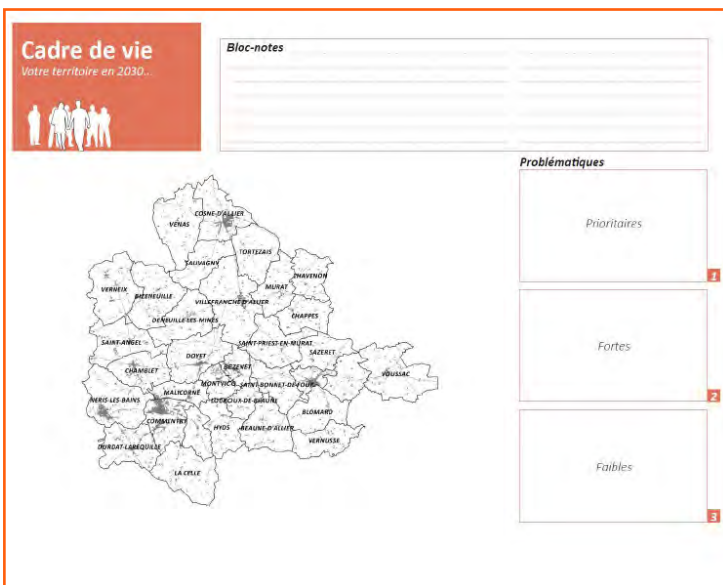 Cadre de vie
Votre territoire en 2030...
Bloc-notes
Problématiques
Prioritaires
1
Fortes
2
Faibles
3
COSNE-D'ALLIER
VENAS
TORTEZAIS
SAUVAGNY
CHAVENON
MURAT
VERNEIX
BIZENEUILLE
VILLEFRANCHE D'ALLIER
CHAPPES
DENEUILLE-LES-MINES
SAINT-ANGEL
SAINT-PRIEST-EN-MURAT
SAZERET
DOYET
CHAMBLET
BEZENET
VOUSSAC
MONTVICQ
SAINT-BONNET-DE-FOUR
MALICORNE
NERIS-LES-BAINS
LOUROUX-DE-BEAUNE
BLOMARD
COMMENTRY
HYDS
BEAUNE-D'ALLIER
VERNUSSE
DURDAT-LAREQUILLE
LA CELLE